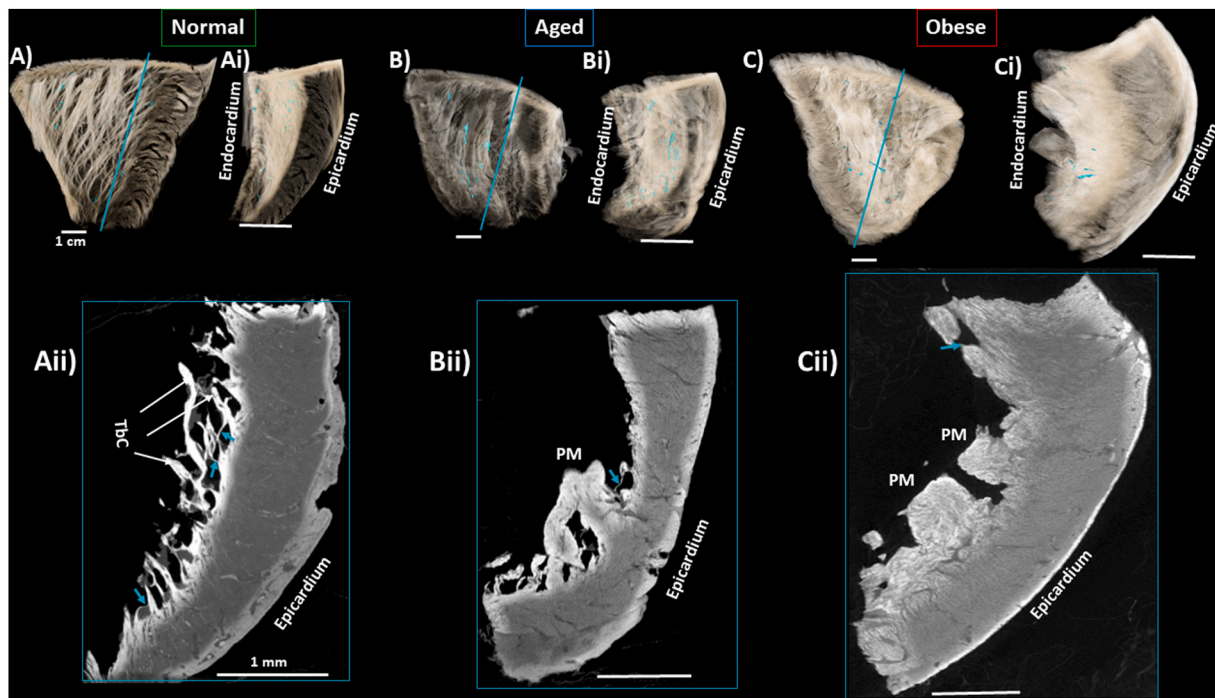 Normal
Aged
Obese
A)
Ai)
B)
Bi)
C)
Ci)
Endocardium
Epicardium
Endocardium
Epicardium
Endocardium
Epicardium
1 cm
Aii)
TbC
Epicardium
1 mm
Bii)
PM
Epicardium
Cii)
PM
PM
Epicardium